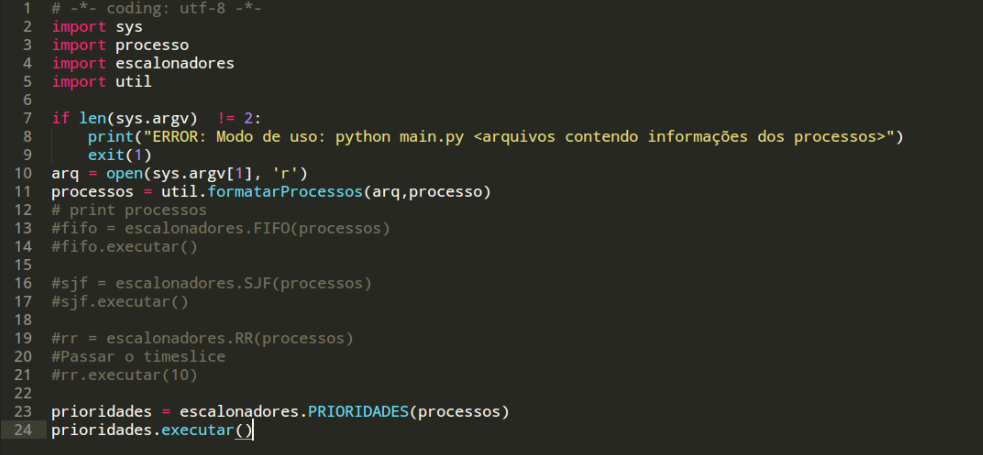 1 # -*- coding: utf-8 -*-
2 import sys
3 import processo
4 import escalonadores
5 import util
6
7 if len(sys.argv)  != 2:
8     print("ERROR: Modo de uso: python main.py <arquivos contendo informações dos processos>")
9     exit(1)
10 arq = open(sys.argv[1], 'r')
11 processos = util.formatarProcessos(arq,processo)
12 # print processos
13 #fifo = escalonadores.FIFO(processos)
14 #fifo.executar()
15
16 #sjf = escalonadores.SJF(processos)
17 #sjf.executar()
18
19 #rr = escalonadores.RR(processos)
20 #Passar o timeslice
21 #rr.executar(10)
22
23 prioridades = escalonadores.PRIORIDADES(processos)
24 prioridades.executar()